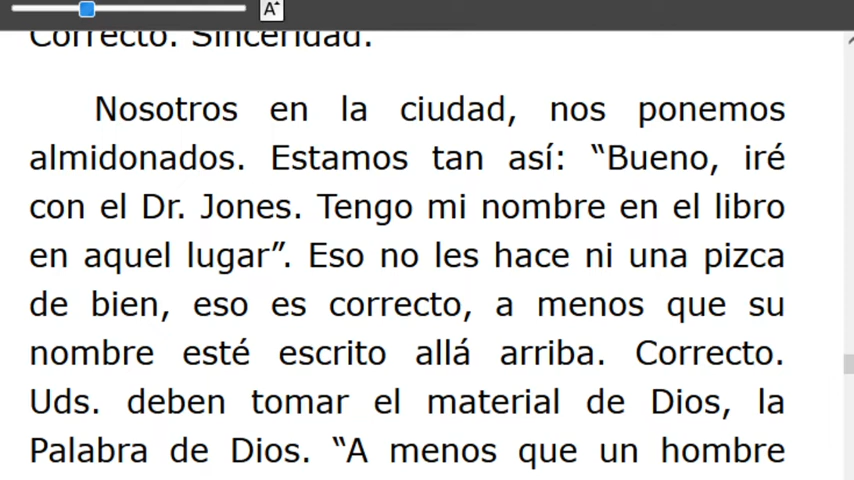 A
Correcto. Sinceridad.
Nosotros en la ciudad, nos ponemos
almidonados. Estamos tan así: “Bueno, iré
con el Dr. Jones. Tengo mi nombre en el libro
en aquel lugar”. Eso no les hace ni una pizca
de bien, eso es correcto, a menos que su
nombre esté escrito allá arriba. Correcto.
Uds. deben tomar el material de Dios, la
Palabra de Dios. “A menos que un hombre